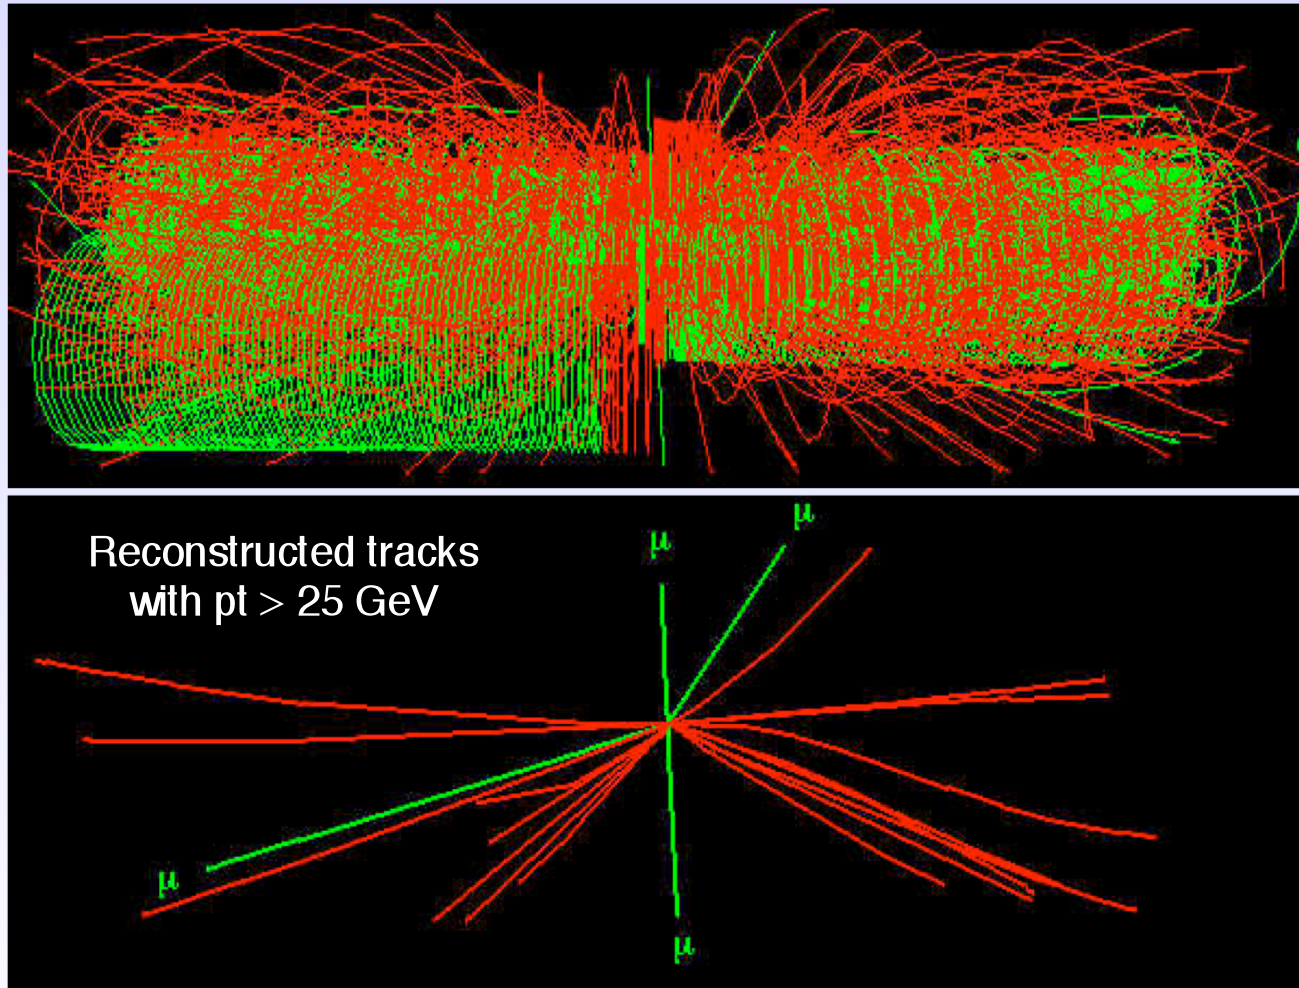 Reconstructed tracks
with pt > 25 GeV
μ
μ
μ
μ